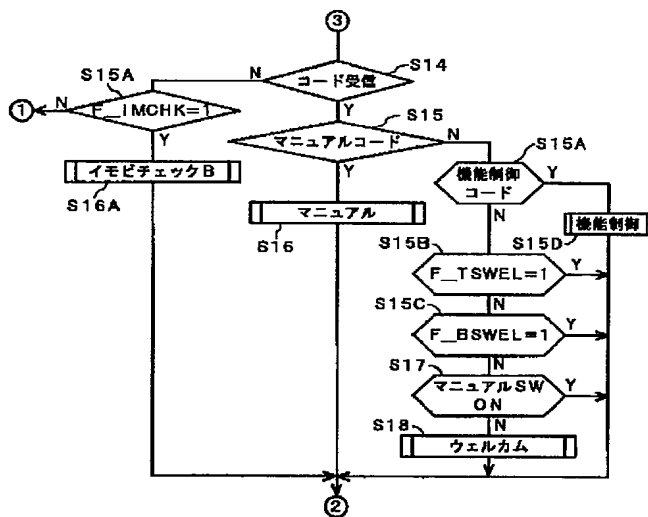 ③
S14
コード受信
N
Y
S15A
F_IMCHK=1
N
①
Y
イモビチェックB
S16A
S15
マニュアルコード
N
Y
マニュアル
S16
S15A
機能制御
コード
Y
N
機能制御
S15D
S15B
F_TSWEL=1
Y
N
S15C
F_BSWEL=1
Y
N
S17
マニュアルSW
ON
Y
N
S18
ウェルカム
②